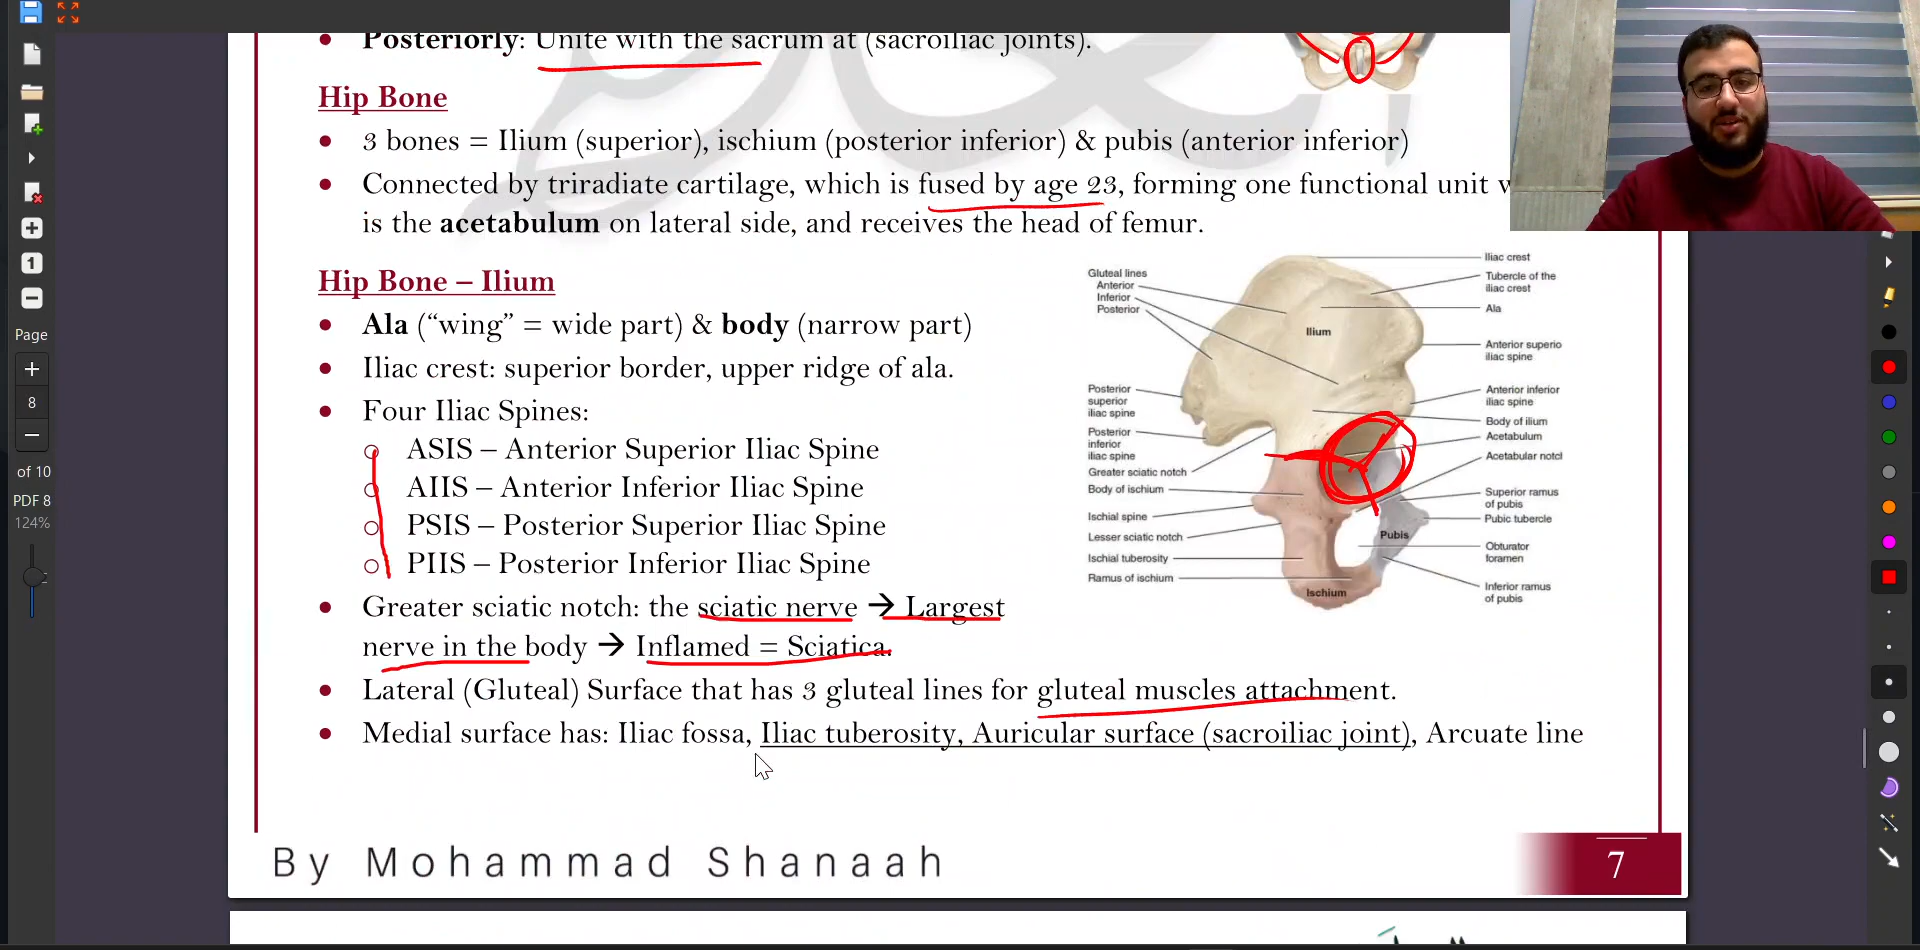 Posteriorly: Unite with the sacrum at (sacroiliac joints).
Hip Bone
• 3 bones = Ilium (superior), ischium (posterior inferior) & pubis (anterior inferior)
• Connected by triradiate cartilage, which is fused by age 23, forming one functional unit
is the acetabulum on lateral side, and receives the head of femur.
Hip Bone – Ilium
• Ala (“wing” = wide part) & body (narrow part)
• Iliac crest: superior border, upper ridge of ala.
• Four Iliac Spines:
o ASIS – Anterior Superior Iliac Spine
o AIIS – Anterior Inferior Iliac Spine
o PSIS – Posterior Superior Iliac Spine
o PIIS – Posterior Inferior Iliac Spine
• Greater sciatic notch: the sciatic nerve → Largest
nerve in the body → Inflamed = Sciatica.
• Lateral (Gluteal) Surface that has 3 gluteal lines for gluteal muscles attachment.
• Medial surface has: Iliac fossa, Iliac tuberosity, Auricular surface (sacroiliac joint), Arcuate line
Gluteal lines
Anterior
Inferior
Posterior
Posterior
superior
iliac spine
Posterior
inferior
iliac spine
Greater sciatic notch
Body of ischium
Ischial spine
Lesser sciatic notch
Ischial tuberosity
Ramus of ischium
Ilium
Pubis
Ischium
Iliac crest
Tubercle of the
iliac crest
Ala
Anterior superio
iliac spine
Anterior inferior
iliac spine
Body of ilium
Acetabulum
Acetabular notcl
Superior ramus
of pubis
Pubic tubercle
Obturator
foramen
Inferior ramus
of pubis
By Mohammad Shanaah
7
1
Page
8
of 10
PDF 8
124%